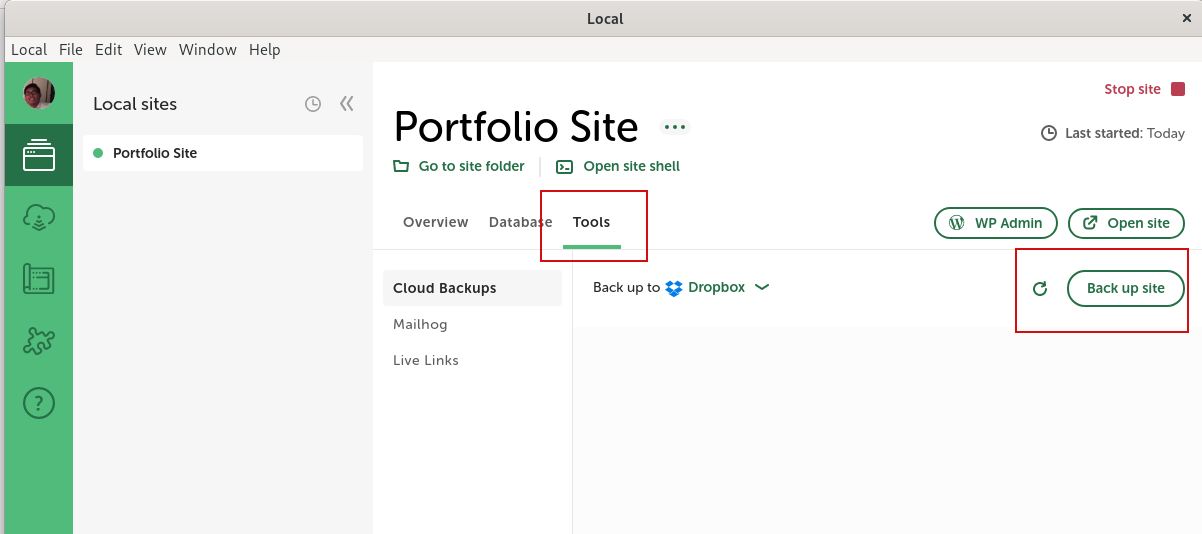 Local
Local File Edit View Window Help
Local sites
Portfolio Site
Stop site
Portfolio Site
Last started: Today
Go to site folder
Open site shell
Overview
Database
Tools
WP Admin
Open site
Cloud Backups
Mailhog
Live Links
Back up to Dropbox
Back up site
?